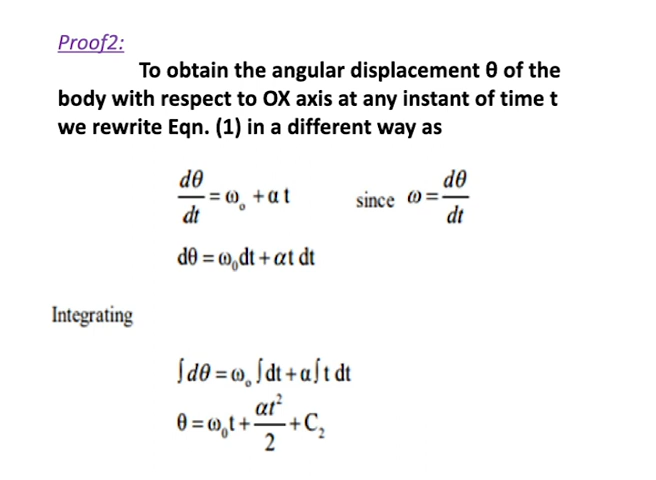 Proof2:
To obtain the angular displacement θ of the
body with respect to OX axis at any instant of time t
we rewrite Eqn. (1) in a different way as
dθ/dt = ω₀ + αt since ω = dθ/dt
dθ = ω₀dt + αt dt
Integrating
∫dθ = ω₀∫dt + α∫t dt
θ = ω₀t + αt²/2 + C₂